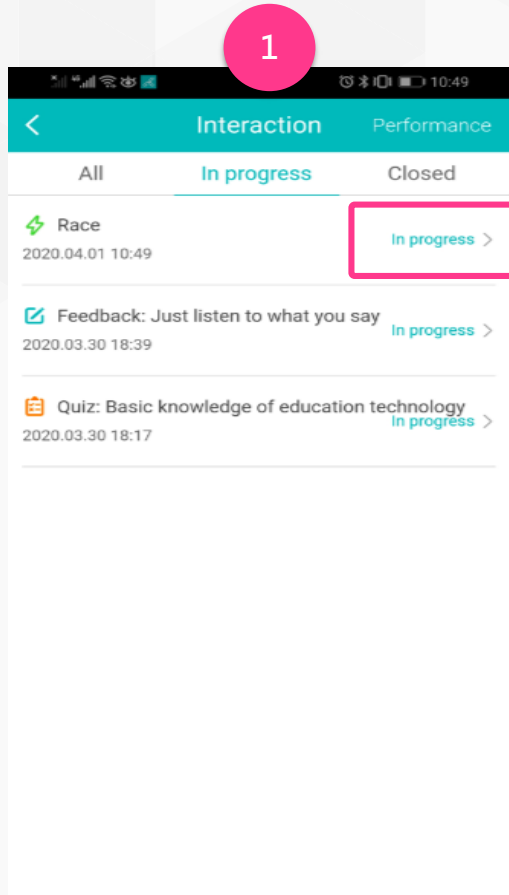 1
10:49
Interaction Performance
All In progress Closed
Race
In progress
2020.04.01 10:49
Feedback: Just listen to what you say
In progress
2020.03.30 18:39
Quiz: Basic knowledge of education technology
In progress
2020.03.30 18:17